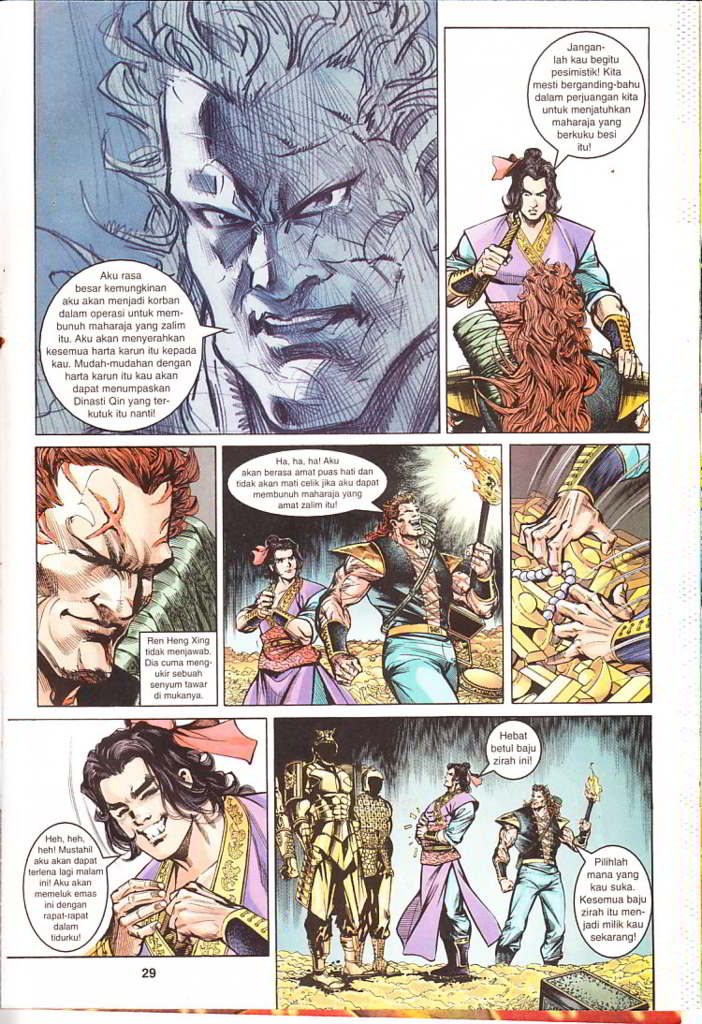 Aku rasa
besar kemungkinan
aku akan menjadi korban
dalam operasi untuk mem-
bunuh maharaja yang zalim
itu. Aku akan menyerahkan
kesemua harta karun itu kepada
kau. Mudah-mudahan dengan
harta karun itu kau akan
dapat menumpaskan
Dinasti Qin yang ter-
kutuk itu nanti!
Jangan-
lah kau begitu
pesimistik! Kita
mesti berganding-bahu
dalam perjuangan kita
untuk menjatuhkan
maharaja yang
berkuku besi
itu!
Ren Heng Xing
tidak menjawab.
Dia cuma meng-
ukir sebuah
senyum tawar
di mukanya.
Ha, ha, ha! Aku
akan berasa amat puas hati dan
tidak akan mati celik jika aku dapat
membunuh maharaja yang
amat zalim itu!
Heh, heh,
heh! Mustahil
aku akan dapat
terlena lagi malam
ini! Aku akan
memeluk emas
ini dengan
rapat-rapat
dalam
tidurku!
Hebat
betul baju
zirah ini!
Pilihlah
mana yang
kau suka.
Kesemua baju
zirah itu men-
jadi milik kau
sekarang!
29